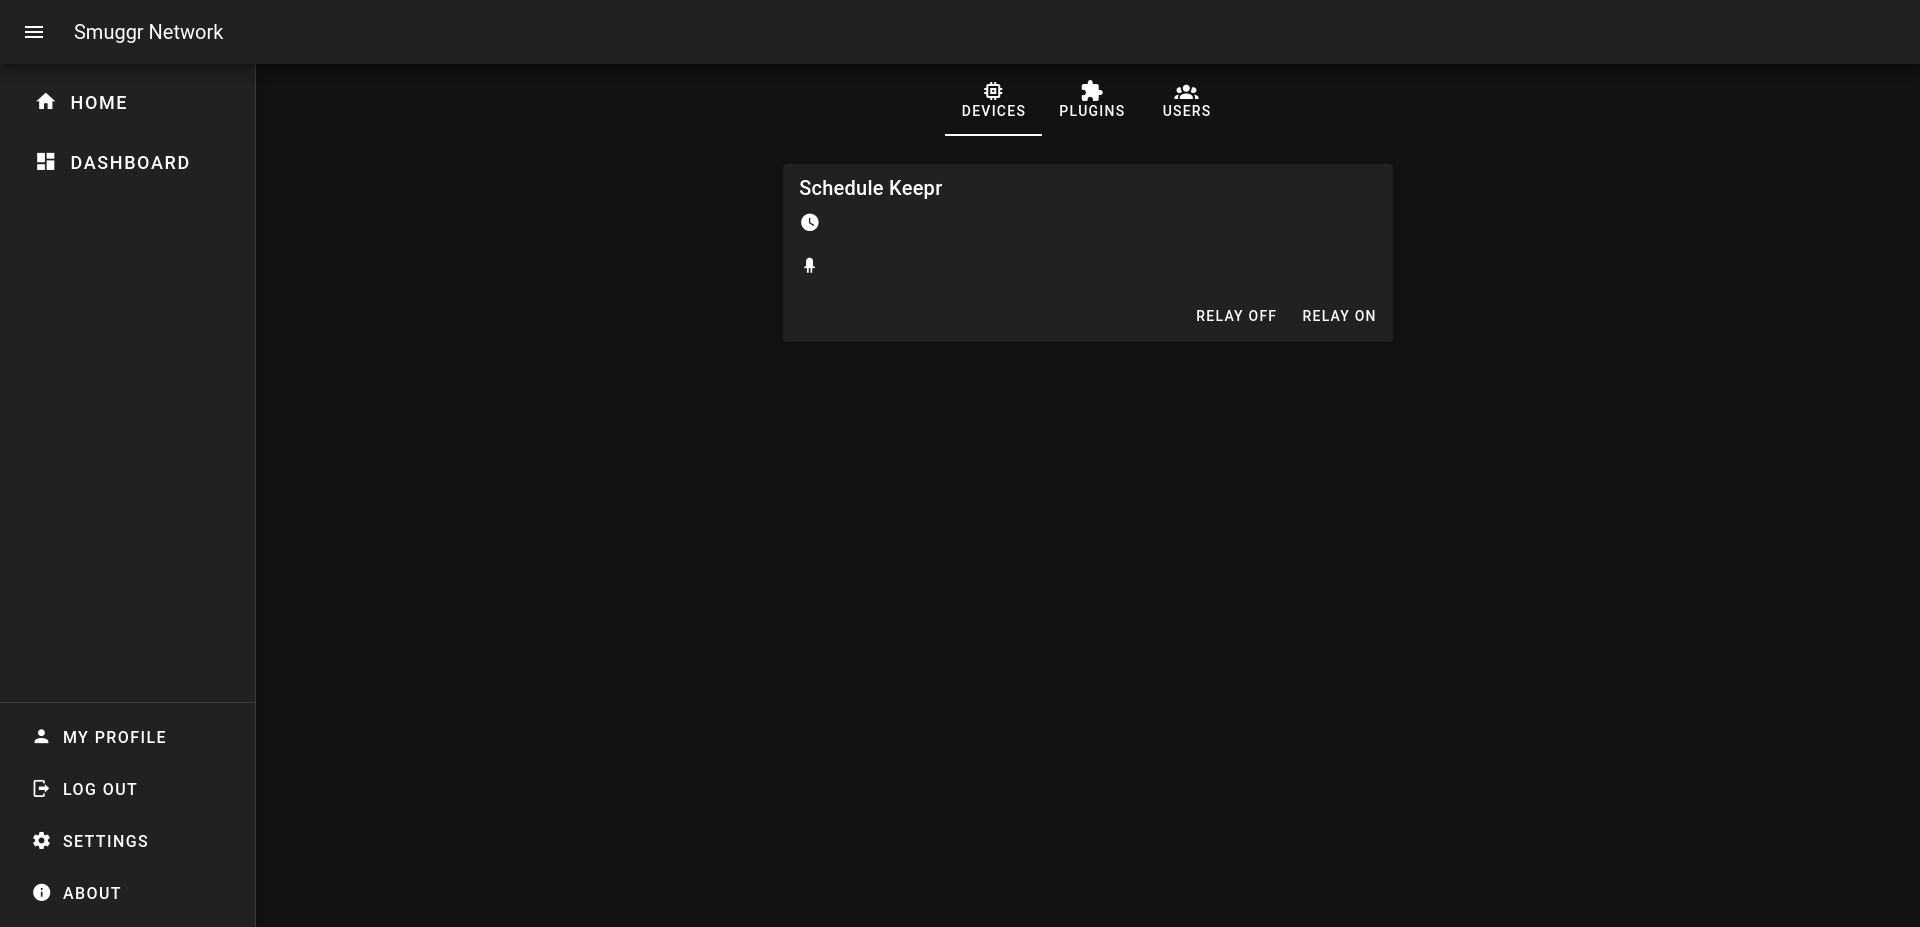 Smuggr Network
HOME
DASHBOARD
DEVICES
PLUGINS
USERS
Schedule Keepr
RELAY OFF
RELAY ON
MY PROFILE
LOG OUT
SETTINGS
ABOUT